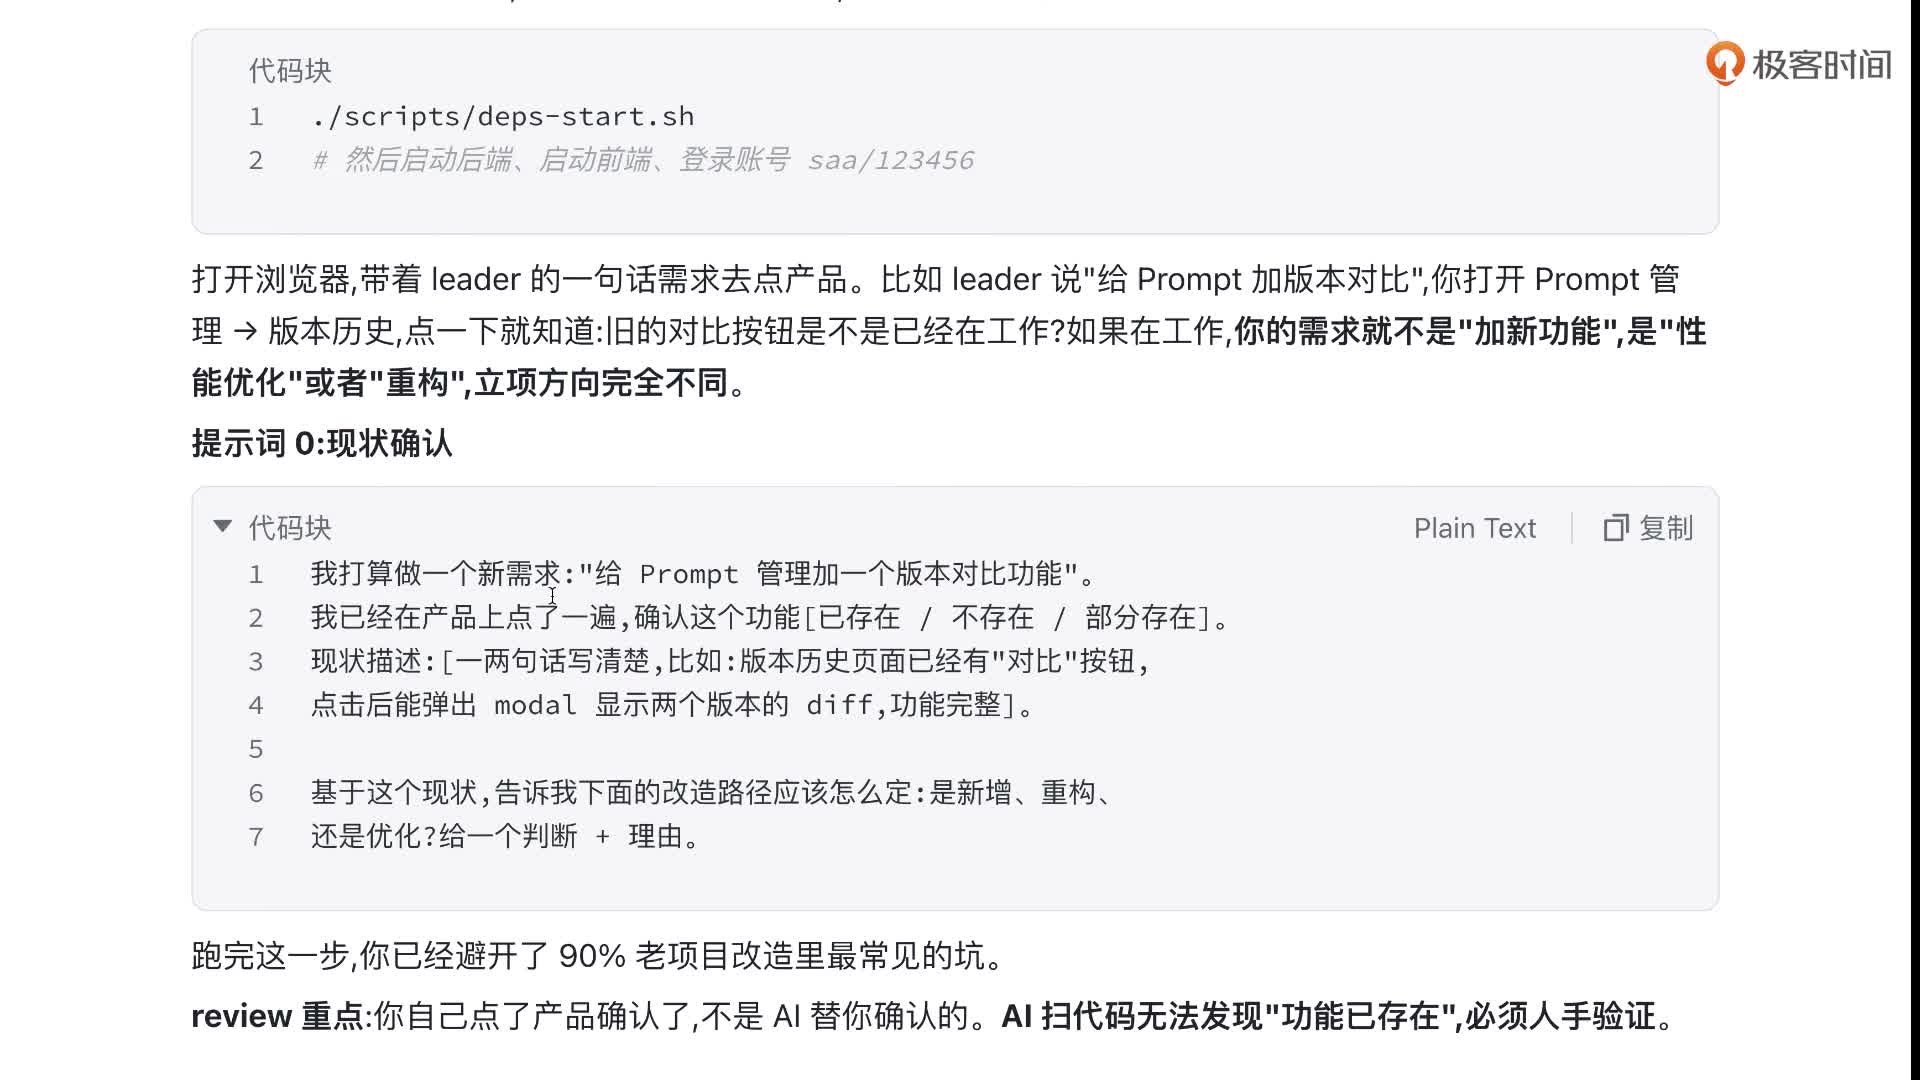 代码块
1 ./scripts/deps-start.sh
2 # 然后启动后端、启动前端、登录账号 saa/123456
极客时间
打开浏览器,带着 leader 的一句话需求去点产品。比如 leader 说"给 Prompt 加版本对比",你打开 Prompt 管
理 → 版本历史,点一下就知道:旧的对比按钮是不是已经在工作?如果在工作,你的需求就不是"加新功能",是"性
能优化"或者"重构",立项方向完全不同。
提示词 0:现状确认
代码块 Plain Text 复制
1 我打算做一个新需求:"给 Prompt 管理加一个版本对比功能"。
2 我已经在产品上点了一遍,确认这个功能[已存在 / 不存在 / 部分存在]。
3 现状描述:[一两句话写清楚,比如:版本历史页面已经有"对比"按钮,
4 点击后能弹出 modal 显示两个版本的 diff,功能完整]。
5
6 基于这个现状,告诉我下面的改造路径应该怎么定:是新增、重构、
7 还是优化?给一个判断 + 理由。
跑完这一步,你已经避开了 90% 老项目改造里最常见的坑。
review 重点:你自己点了产品确认了,不是 AI 替你确认的。AI 扫代码无法发现"功能已存在",必须人手验证。